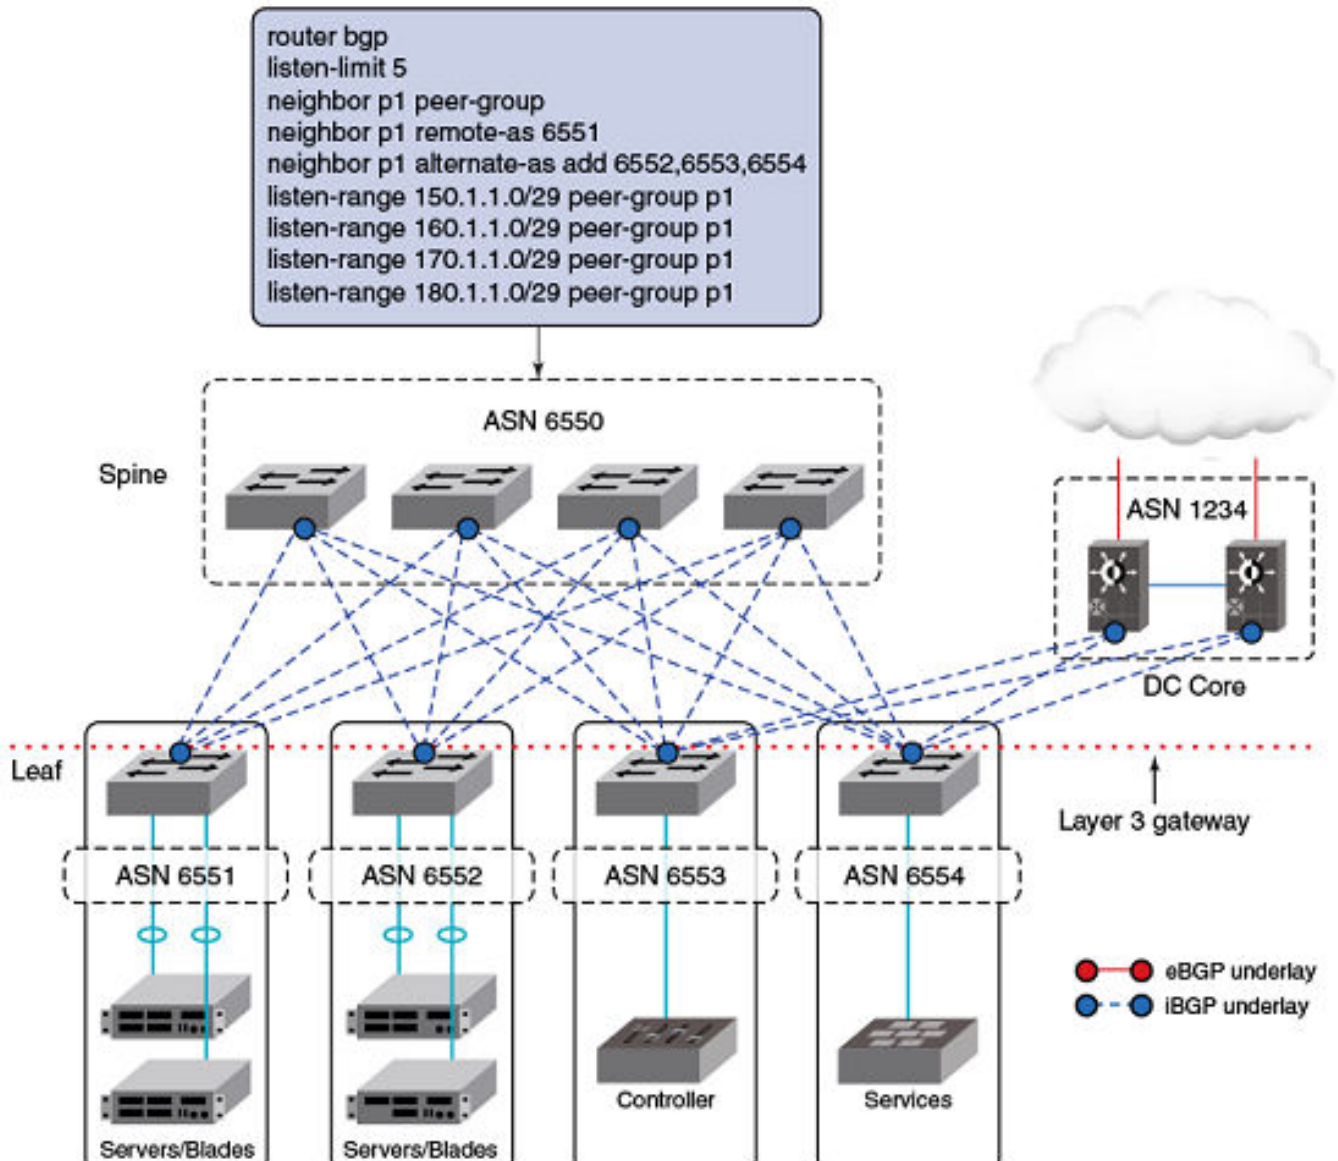 router bgp
listen-limit 5
neighbor p1 peer-group
neighbor p1 remote-as 6551
neighbor p1 alternate-as add 6552,6553,6554
listen-range 150.1.1.0/29 peer-group p1
listen-range 160.1.1.0/29 peer-group p1
listen-range 170.1.1.0/29 peer-group p1
listen-range 180.1.1.0/29 peer-group p1
ASN 6550
Spine
ASN 1234
DC Core
Leaf
Layer 3 gateway
ASN 6551
ASN 6552
ASN 6553
ASN 6554
eBGP underlay
iBGP underlay
Controller
Services
Servers/Blades
Servers/Blades